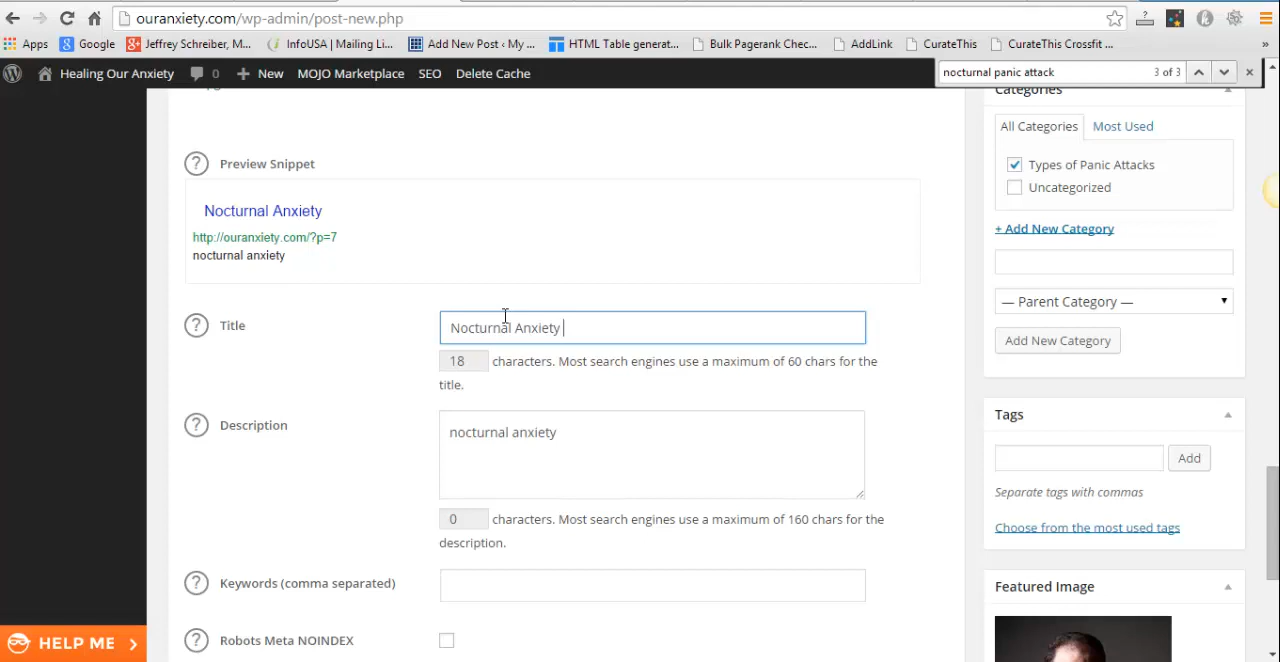 ouranxiety.com/wp-admin/post-new.php
Apps Google Jeffrey Schreiber, M... InfoUSA | Mailing Li... Add New Post ‹ My ... HTML Table generat... Bulk Pagerank Chec... AddLink CurateThis CurateThis Crossfit ... »
Healing Our Anxiety 0 + New MOJO Marketplace SEO Delete Cache
nocturnal panic attack 3 of 3
Categories
All Categories Most Used
Types of Panic Attacks
Uncategorized
+ Add New Category
— Parent Category —
Add New Category
Preview Snippet
Nocturnal Anxiety
http://ouranxiety.com/?p=7
nocturnal anxiety
Title
Nocturnal Anxiety
18 characters. Most search engines use a maximum of 60 chars for the
title.
Description
nocturnal anxiety
0 characters. Most search engines use a maximum of 160 chars for the
description.
Keywords (comma separated)
Robots Meta NOINDEX
Tags
Add
Separate tags with commas
Choose from the most used tags
Featured Image
HELP ME